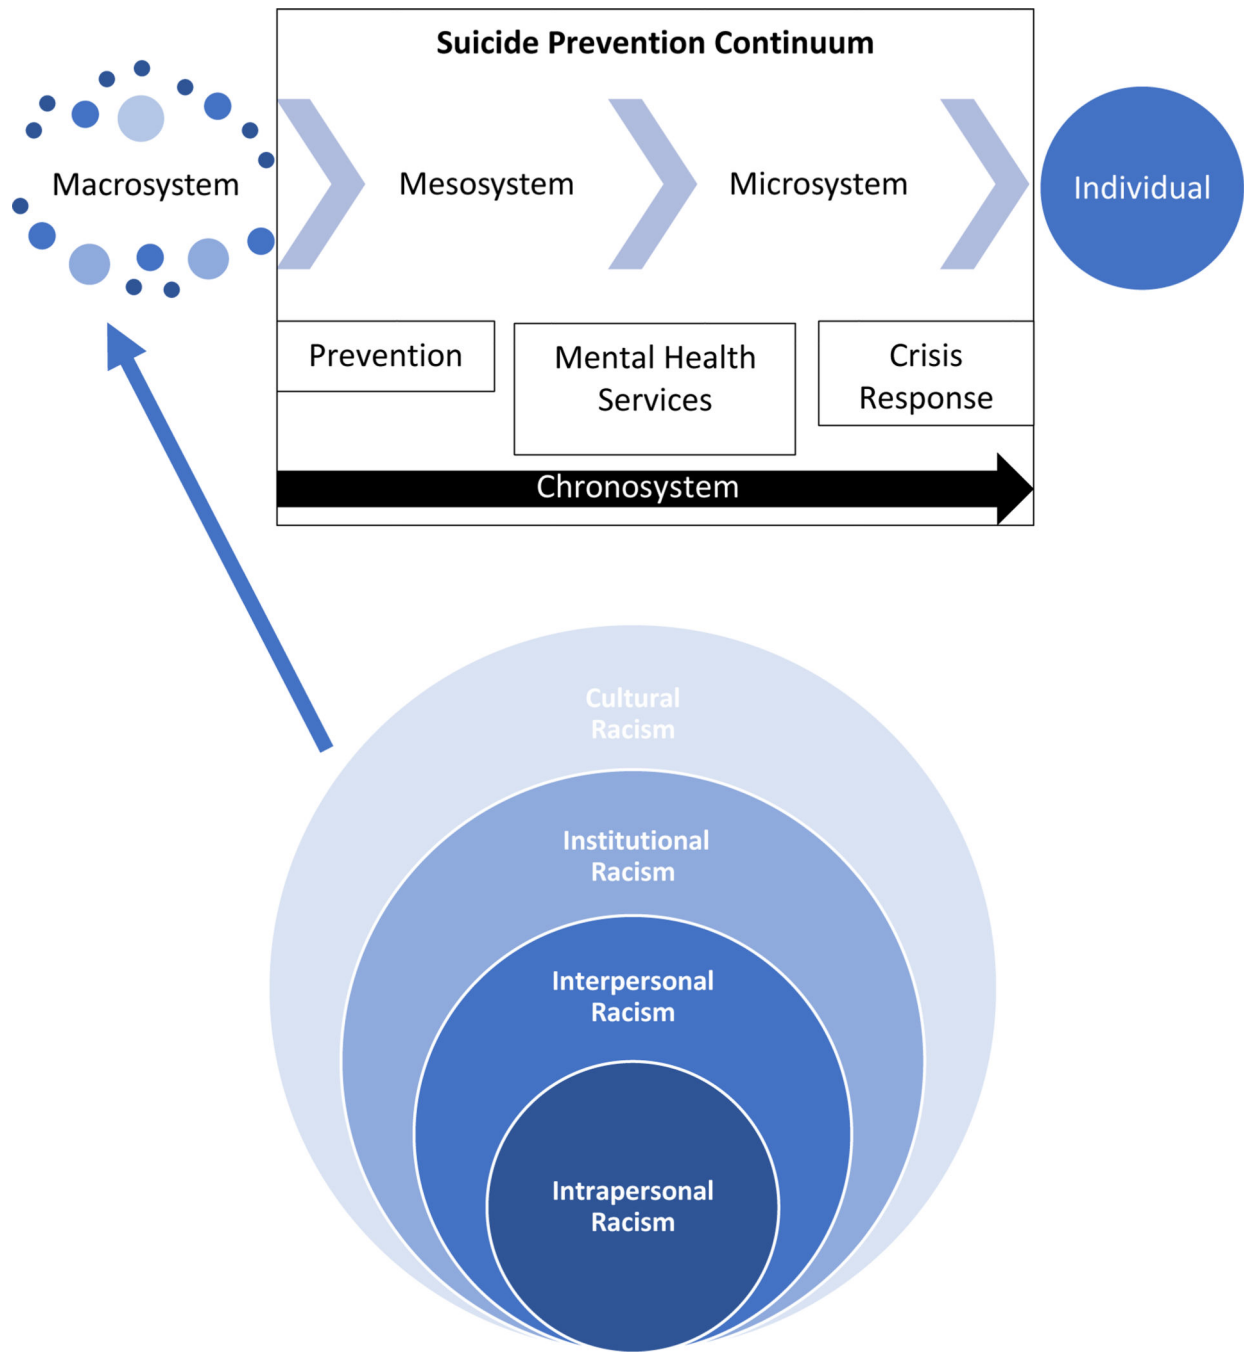 Suicide Prevention Continuum
Macrosystem
Mesosystem
Microsystem
Individual
Prevention
Mental Health
Services
Crisis
Response
Chronosystem
Cultural
Racism
Institutional
Racism
Interpersonal
Racism
Intrapersonal
Racism